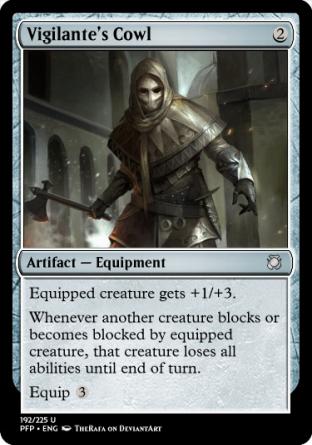 Vigilante's Cowl 2
Artifact — Equipment
Equipped creature gets +1/+3.
Whenever another creature blocks or
becomes blocked by equipped
creature, that creature loses all
abilities until end of turn.
Equip 3
192/225 U
PFP • ENG TheRafa on DeviantArt